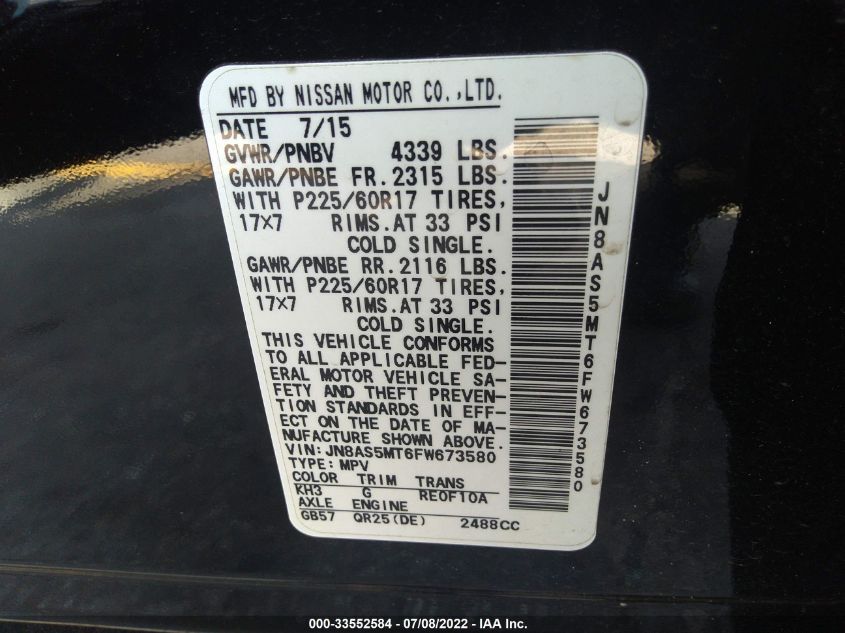 MFD BY NISSAN MOTOR CO.,LTD.
DATE 7/15
GVWR/PNBV 4339 LBS.
GAWR/PNBE FR.2315 LBS.
WITH P225/60R17 TIRES,
17×7 RIMS.AT 33 PSI
COLD SINGLE.
GAWR/PNBE RR.2116 LBS.
WITH P225/60R17 TIRES,
17×7 RIMS.AT 33 PSI
COLD SINGLE.
THIS VEHICLE CONFORMS
TO ALL APPLICABLE FED-
ERAL MOTOR VEHICLE SA-
FETY AND THEFT PREVEN-
TION STANDARDS IN EFF-
ECT ON THE DATE OF MA-
NUFACTURE SHOWN ABOVE.
VIN:JN8AS5MT6FW673580
TYPE:MPV
COLOR TRIM TRANS
KH3 G RE0F10A
AXLE ENGINE
GB57 QR25(DE) 2488CC
JN8AS5MT6FW673580
000-33552584 - 07/08/2022 - IAA Inc.